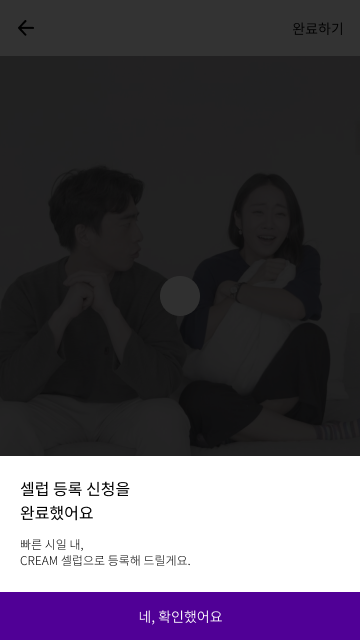 완료하기
셀럽 등록 신청을
완료했어요
빠른 시일 내,
CREAM 셀럽으로 등록해 드릴게요.
네, 확인했어요